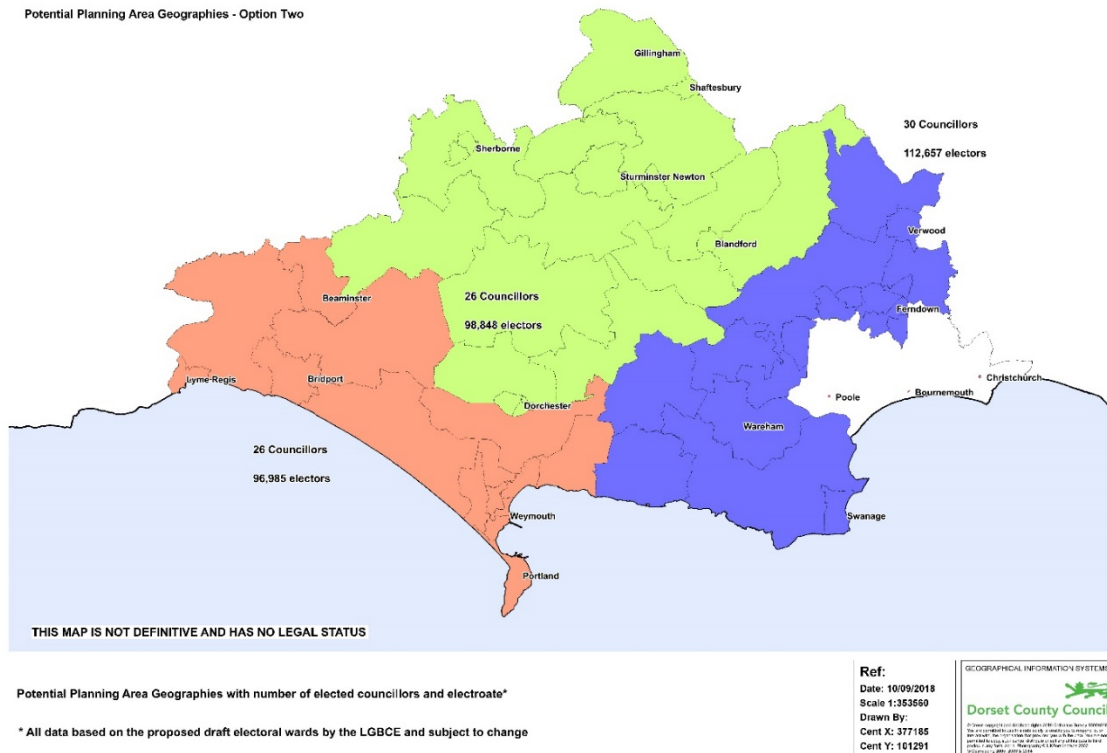 Potential Planning Area Geographies - Option Two
Gillingham
Shaftesbury
30 Councillors
112,657 electors
Sherborne
Sturminster Newton
Verwood
Blandford
Beaminster
26 Councillors
98,848 electors
Ferndown
Lyme-Regis
Bridport
Christchurch
Bournemouth
Poole
Dorchester
Wareham
26 Councillors
96,985 electors
Weymouth
Swanage
Portland
THIS MAP IS NOT DEFINITIVE AND HAS NO LEGAL STATUS
Potential Planning Area Geographies with number of elected councillors and electroate*
* All data based on the proposed draft electoral wards by the LGBCE and subject to change
Ref:
Date: 10/09/2018
Scale 1:353560
Drawn By:
Cent X: 377185
Cent Y: 101291
GEOGRAPHICAL INFORMATION SYSTEMS
Dorset County Council